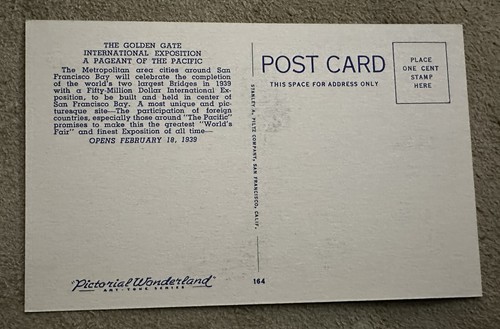 THE GOLDEN GATE
INTERNATIONAL EXPOSITION
A PAGEANT OF THE PACIFIC
The Metropolitan area cities around San
Francisco Bay will celebrate the completion
of the world's two largest Bridges in 1939
with a Fifty-Million Dollar International Ex-
position, to be built and held in center of
San Francisco Bay. A most unique and pic-
turesque site—The participation of foreign
countries, especially those around "The Pacific"
promises to make this the greatest "World's
Fair" and finest Exposition of all time—
OPENS FEBRUARY 18, 1939
"Pictorial Wonderland"
ART-TONE SERIES
STANLEY A. PILTZ COMPANY, SAN FRANCISCO, CALIF.
164
POST CARD
THIS SPACE FOR ADDRESS ONLY
PLACE
ONE CENT
STAMP
HERE